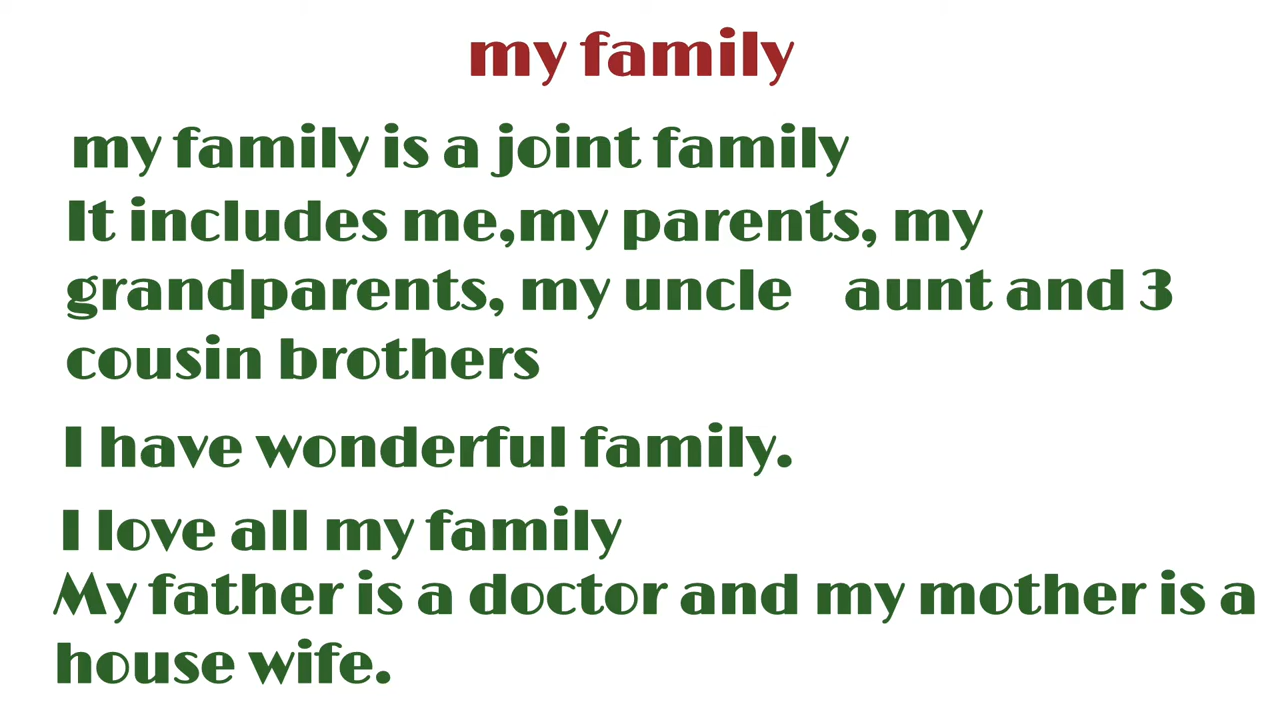 my family
my family is a joint family
It includes me,my parents, my
grandparents, my uncle aunt and 3
cousin brothers
I have wonderful family.
I love all my family
My father is a doctor and my mother is a
house wife.